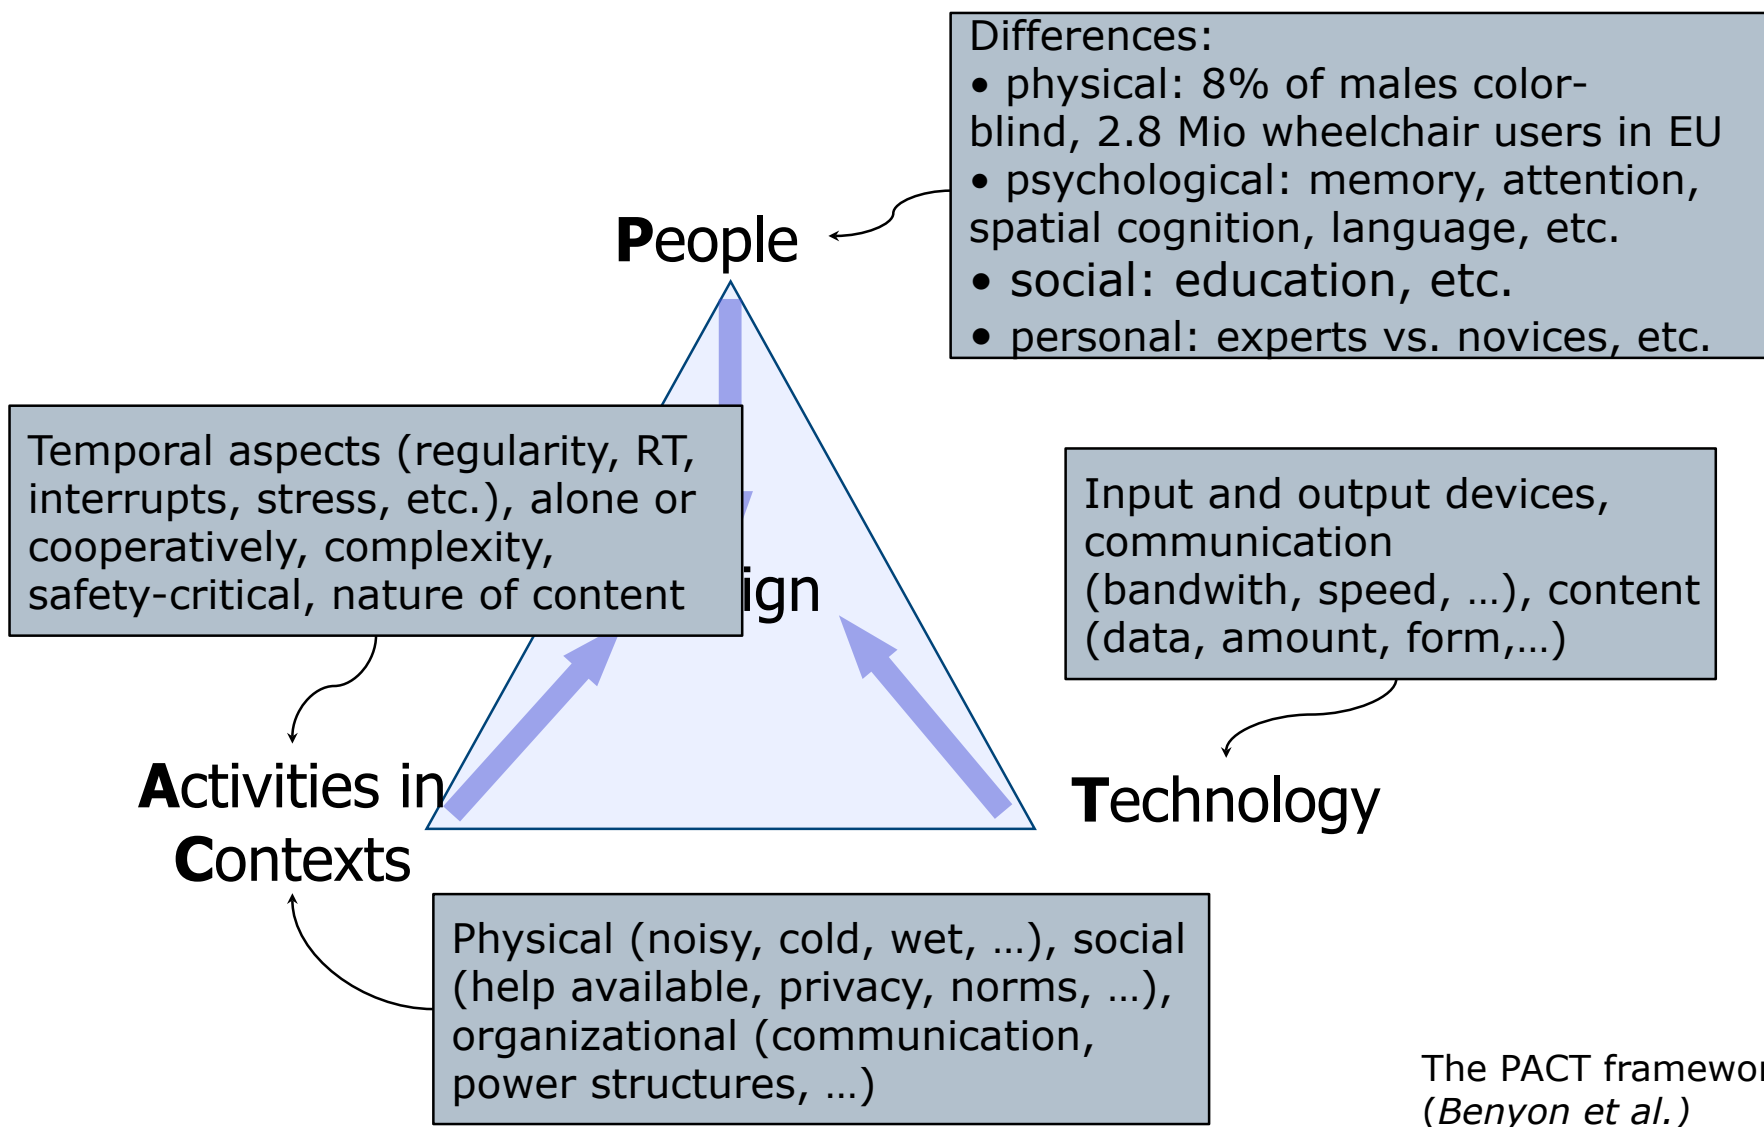 Differences:
• physical: 8% of males color-
blind, 2.8 Mio wheelchair users in EU
• psychological: memory, attention,
spatial cognition, language, etc.
• social: education, etc.
• personal: experts vs. novices, etc.
People
Temporal aspects (regularity, RT,
interrupts, stress, etc.), alone or
cooperatively, complexity,
safety-critical, nature of content
ign
Input and output devices,
communication
(bandwith, speed, …), content
(data, amount, form,…)
Activities in
Contexts
Technology
Physical (noisy, cold, wet, …), social
(help available, privacy, norms, …),
organizational (communication,
power structures, …)
The PACT framewor
(Benyon et al.)